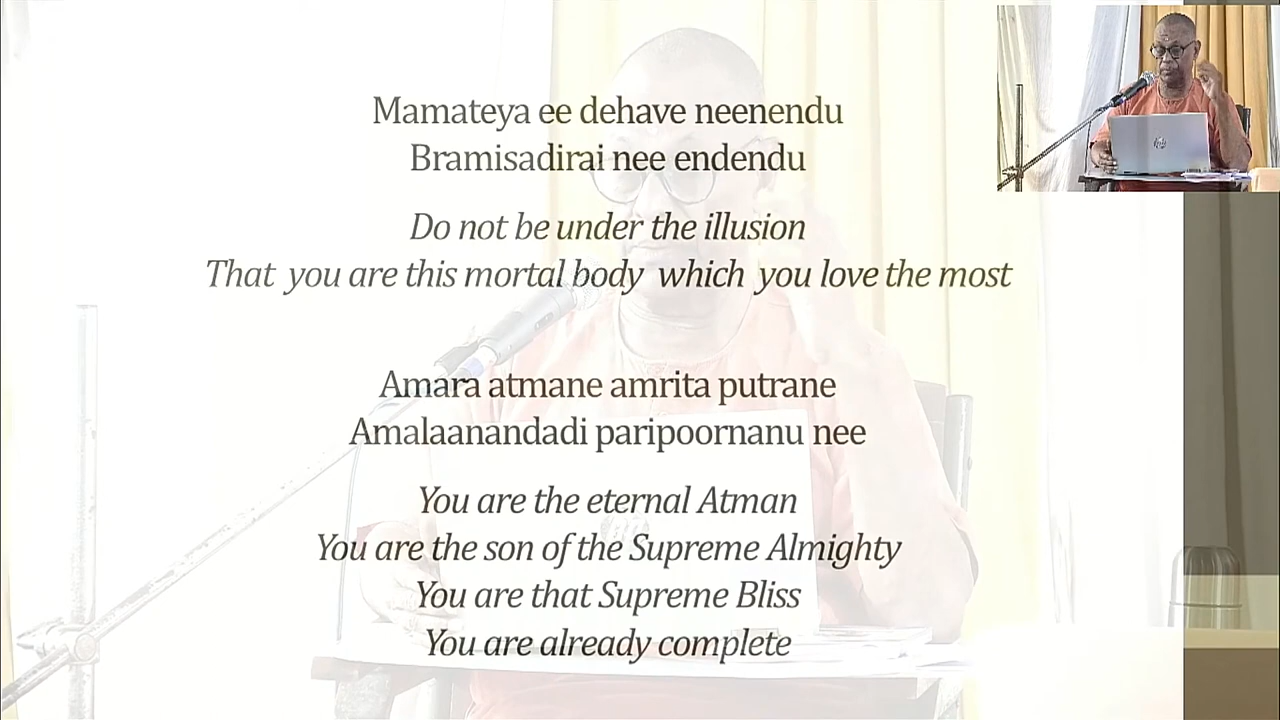 Mamateya ee dehave neenendu
Bramisadirai nee endendu
Do not be under the illusion
That you are this mortal body which you love the most
Amara atmane amrita putrane
Amalaanandadi paripoornanu nee
You are the eternal Atman
You are the son of the Supreme Almighty
You are that Supreme Bliss
You are already complete
hp